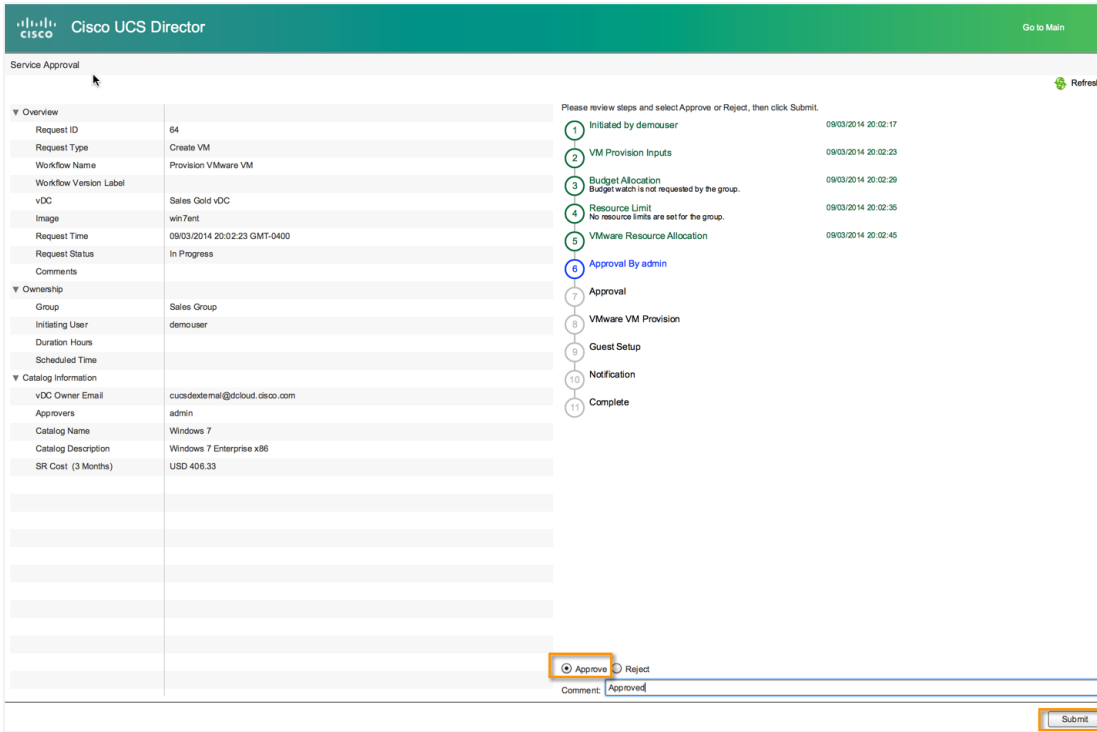 CISCO
Cisco UCS Director
Go to Main
Service Approval
Refresh
Overview
Request ID 64
Request Type Create VM
Workflow Name Provision VMware VM
Workflow Version Label
vDC Sales Gold vDC
Image win7ent
Request Time 09/03/2014 20:02:23 GMT-0400
Request Status In Progress
Comments
Ownership
Group Sales Group
Initiating User demouser
Duration Hours
Scheduled Time
Catalog Information
vDC Owner Email cucsdexternal@dcloud.cisco.com
Approvers admin
Catalog Name Windows 7
Catalog Description Windows 7 Enterprise x86
SR Cost (3 Months) USD 406.33
Please review steps and select Approve or Reject, then click Submit.
1 Initiated by demouser 09/03/2014 20:02:17
2 VM Provision Inputs 09/03/2014 20:02:23
3 Budget Allocation 09/03/2014 20:02:29
Budget watch is not requested by the group.
4 Resource Limit 09/03/2014 20:02:35
No resource limits are set for the group.
5 VMware Resource Allocation 09/03/2014 20:02:45
6 Approval By admin
7 Approval
8 VMware VM Provision
9 Guest Setup
10 Notification
11 Complete
Approve Reject
Comment: Approved
Submit